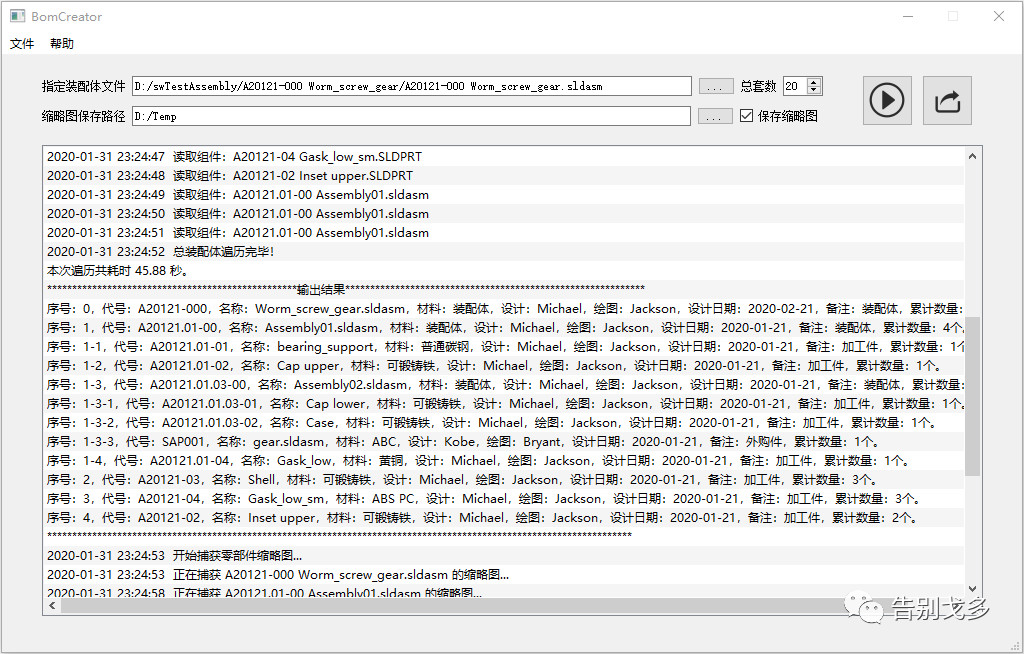 BomCreator
文件 帮助
指定装配体文件 D:/swTestAssembly/A20121-000 Worm_screw_gear/A20121-000 Worm_screw_gear.sldasm ... 总套数 20
缩略图保存路径 D:/Temp ... 保存缩略图
2020-01-31 23:24:47 读取组件：A20121-04 Gask_low_sm.SLDPRT
2020-01-31 23:24:48 读取组件：A20121-02 Inset upper.SLDPRT
2020-01-31 23:24:49 读取组件：A20121.01-00 Assembly01.sldasm
2020-01-31 23:24:50 读取组件：A20121.01-00 Assembly01.sldasm
2020-01-31 23:24:51 读取组件：A20121.01-00 Assembly01.sldasm
2020-01-31 23:24:52 总装配体遍历完毕！
本次遍历共耗时 45.88 秒。
**************************************************输出结果************************************************************
序号：0，代号：A20121-000，名称：Worm_screw_gear.sldasm，材料：装配体，设计：Michael，绘图：Jackson，设计日期：2020-02-21，备注：装配体，累计数量：
序号：1，代号：A20121.01-00，名称：Assembly01.sldasm，材料：装配体，设计：Michael，绘图：Jackson，设计日期：2020-01-21，备注：装配体，累计数量：4个。
序号：1-1，代号：A20121.01-01，名称：bearing_support，材料：普通碳钢，设计：Michael，绘图：Jackson，设计日期：2020-01-21，备注：加工件，累计数量：1个
序号：1-2，代号：A20121.01-02，名称：Cap upper，材料：可锻铸铁，设计：Michael，绘图：Jackson，设计日期：2020-01-21，备注：加工件，累计数量：1个。
序号：1-3，代号：A20121.01.03-00，名称：Assembly02.sldasm，材料：装配体，设计：Michael，绘图：Jackson，设计日期：2020-01-21，备注：装配体，累计数量：
序号：1-3-1，代号：A20121.01.03-01，名称：Cap lower，材料：可锻铸铁，设计：Michael，绘图：Jackson，设计日期：2020-01-21，备注：加工件，累计数量：1个。
序号：1-3-2，代号：A20121.01.03-02，名称：Case，材料：可锻铸铁，设计：Michael，绘图：Jackson，设计日期：2020-01-21，备注：加工件，累计数量：1个。
序号：1-3-3，代号：SAP001，名称：gear.sldasm，材料：ABC，设计：Kobe，绘图：Bryant，设计日期：2020-01-21，备注：外购件，累计数量：1个。
序号：1-4，代号：A20121.01-04，名称：Gask_low，材料：黄铜，设计：Michael，绘图：Jackson，设计日期：2020-01-21，备注：加工件，累计数量：1个。
序号：2，代号：A20121-03，名称：Shell，材料：可锻铸铁，设计：Michael，绘图：Jackson，设计日期：2020-01-21，备注：加工件，累计数量：3个。
序号：3，代号：A20121-04，名称：Gask_low_sm，材料：ABS PC，设计：Michael，绘图：Jackson，设计日期：2020-01-21，备注：加工件，累计数量：3个。
序号：4，代号：A20121-02，名称：Inset upper，材料：可锻铸铁，设计：Michael，绘图：Jackson，设计日期：2020-01-21，备注：加工件，累计数量：2个。
*********************************************************************************************************************
2020-01-31 23:24:53 开始捕获零部件缩略图...
2020-01-31 23:24:53 正在捕获 A20121-000 Worm_screw_gear.sldasm 的缩略图...
2020-01-31 23:24:58 正在捕获 A20121.01-00 Assembly01.sldasm 的缩略图...
告别戈多